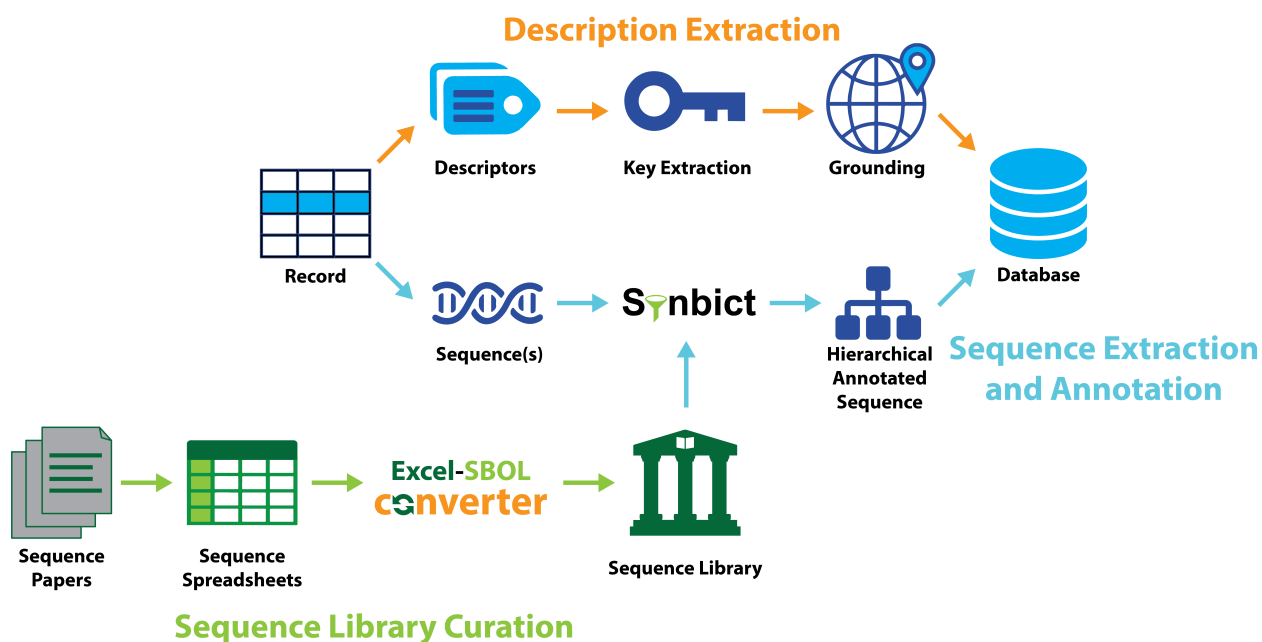 Description Extraction
Descriptors
Key Extraction
Grounding
Record
Database
Synbict
Sequence(s)
Hierarchical
Annotated
Sequence
Sequence Extraction
and Annotation
Excel-SBOL
converter
Sequence
Papers
Sequence
Spreadsheets
Sequence Library
Sequence Library Curation